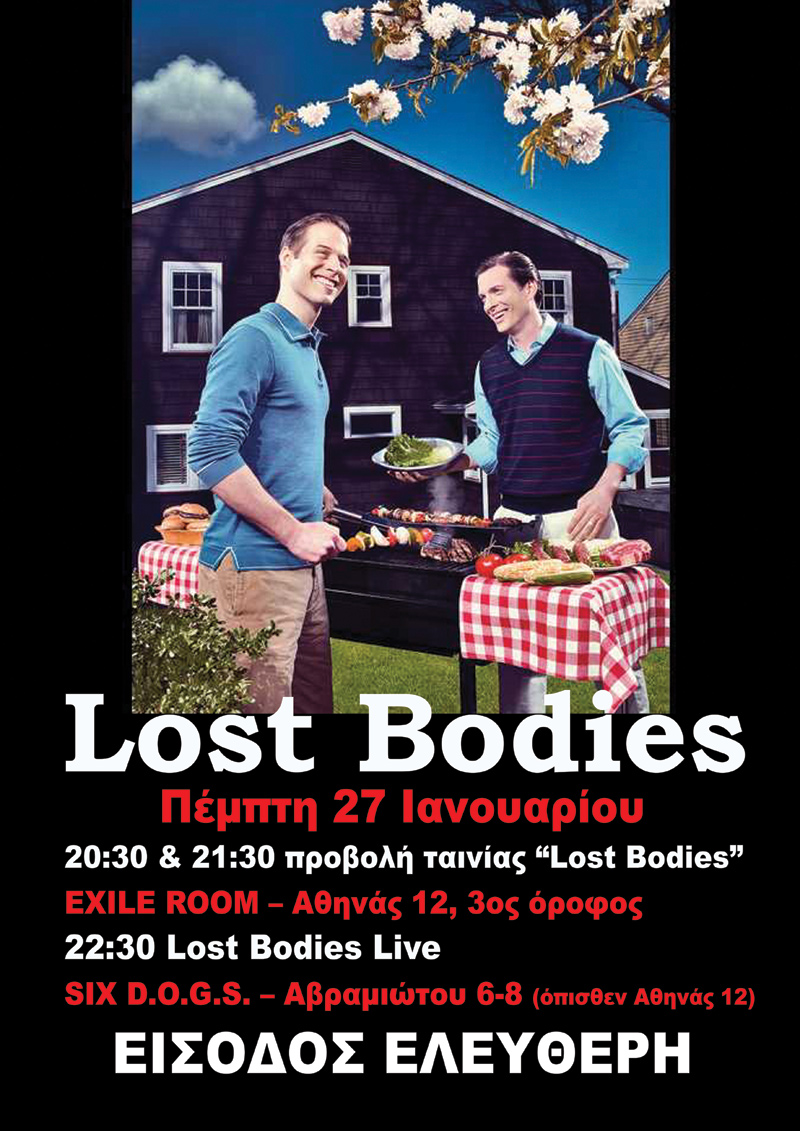 Lost Bodies
Πέμπτη 27 Ιανουαρίου
20:30 & 21:30 προβολή ταινίας “Lost Bodies”
EXILE ROOM – Αθηνάς 12, 3ος όροφος
22:30 Lost Bodies Live
SIX D.O.G.S. – Αβραμιώτου 6-8 (όπισθεν Αθηνάς 12)
ΕΙΣΟΔΟΣ ΕΛΕΥΘΕΡΗ